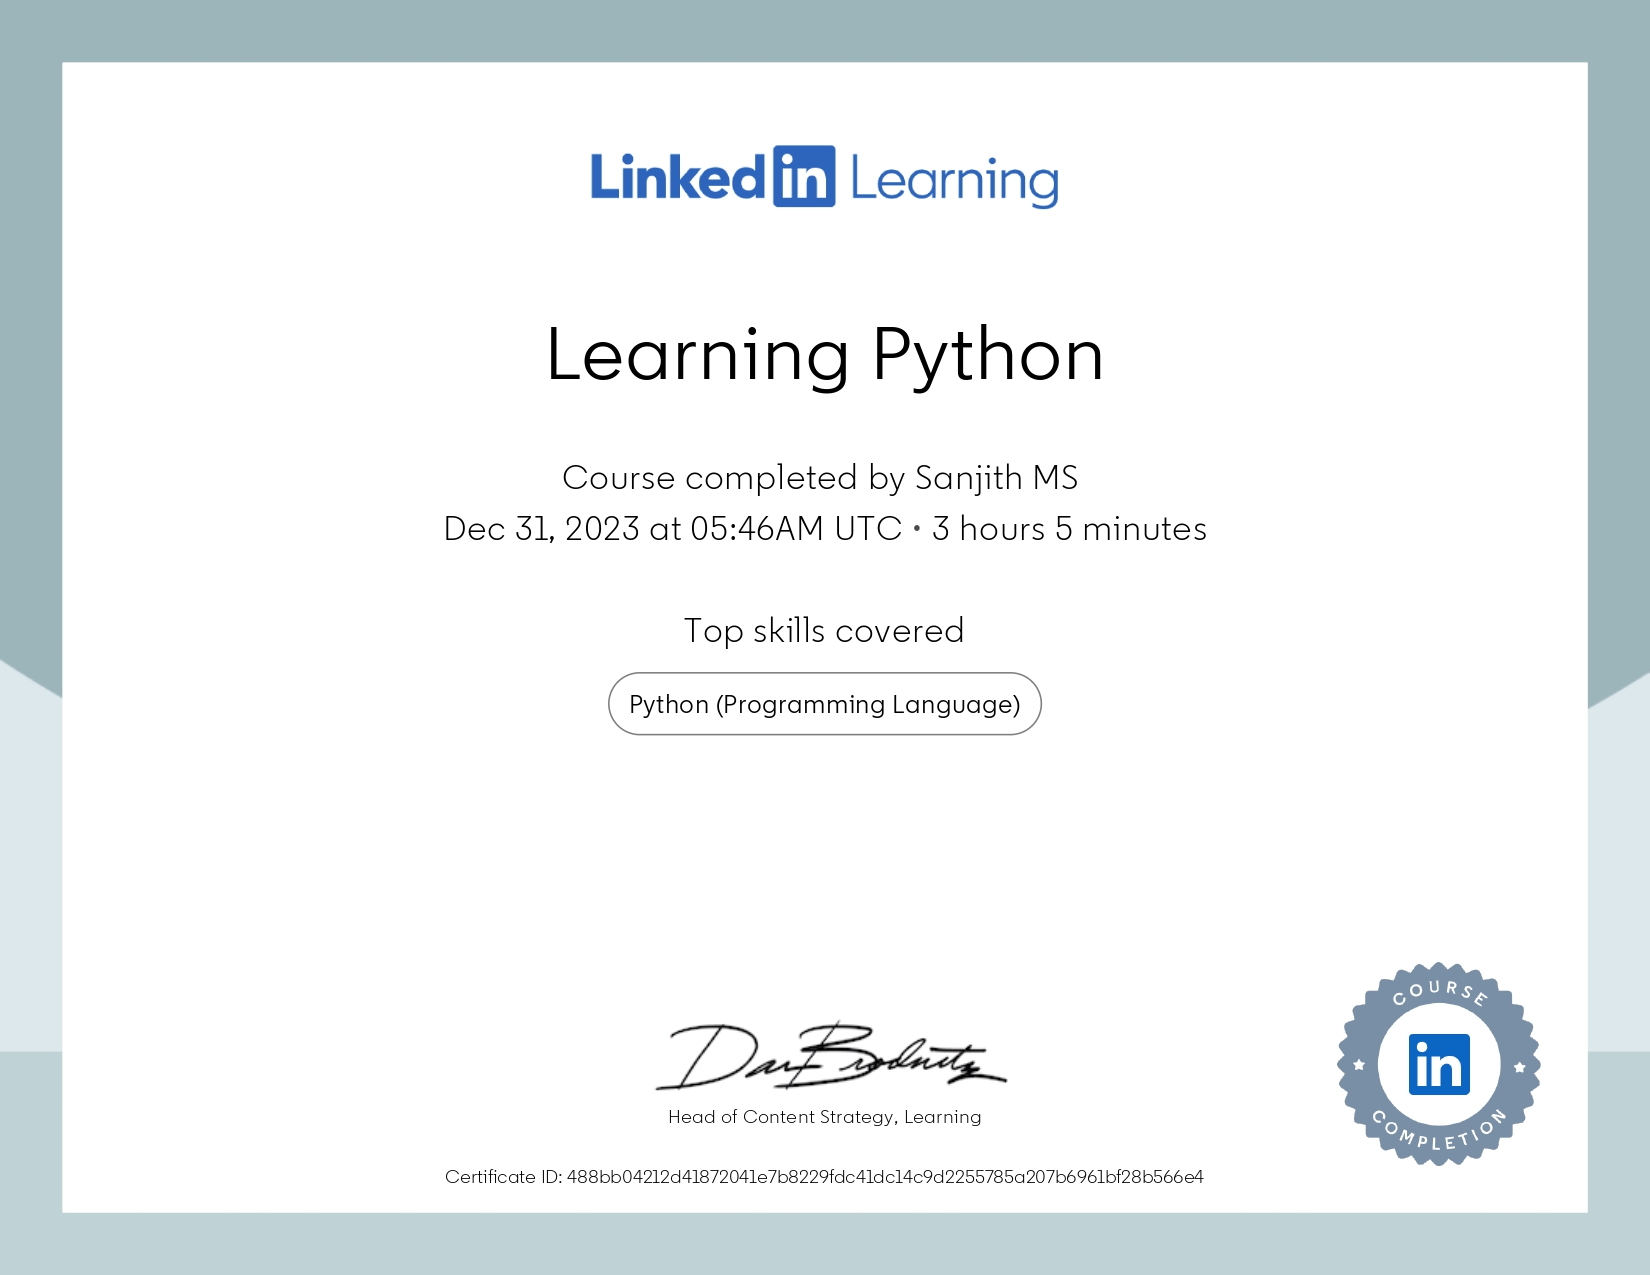 Linked in Learning
Learning Python
Course completed by Sanjith MS
Dec 31, 2023 at 05:46AM UTC • 3 hours 5 minutes
Top skills covered
Python (Programming Language)
Dan Brodnitz
Head of Content Strategy, Learning
COURSE
in
COMPLETION
Certificate ID: 488bb04212d41872041e7b8229fdc41dc14c9d2255785a207b6961bf28b566e4